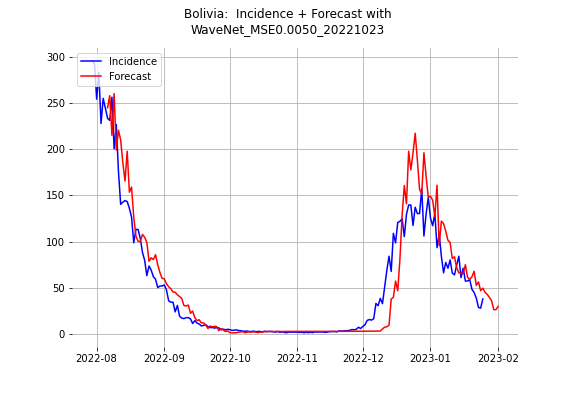 Bolivia:  Incidence + Forecast with
WaveNet_MSE0.0050_20221023
300
250
200
150
100
50
0
Incidence
Forecast
2022-08 2022-09 2022-10 2022-11 2022-12 2023-01 2023-02